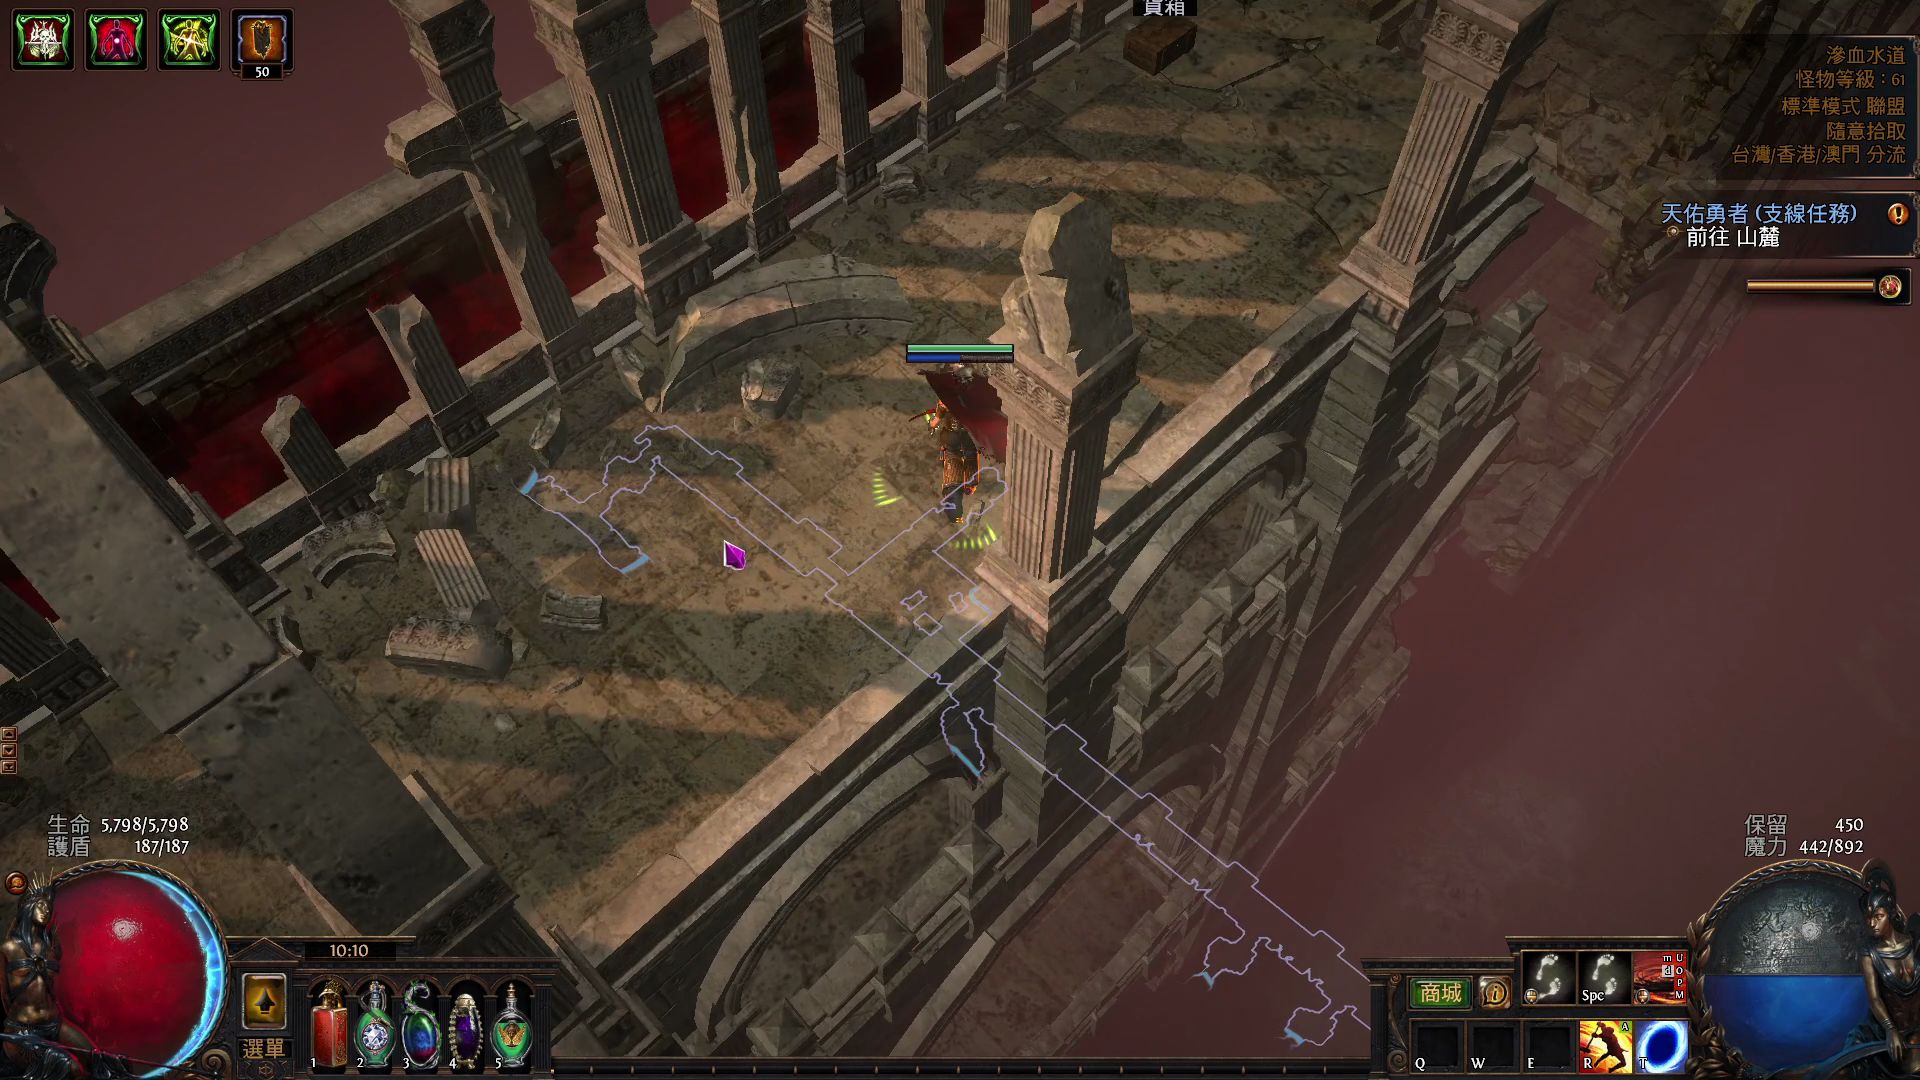 50
貨箱
滲血水道
怪物等級：61
標準模式 聯盟
隨意拾取
台灣/香港/澳門 分流
天佑勇者 (支線任務)
前往 山麓
生命 5,798/5,798
護盾 187/187
保留 450
魔力 442/892
10:10
選單
1 2 3 4 5
商城
Spc
m U
d O
P
M
A
Q W E R T